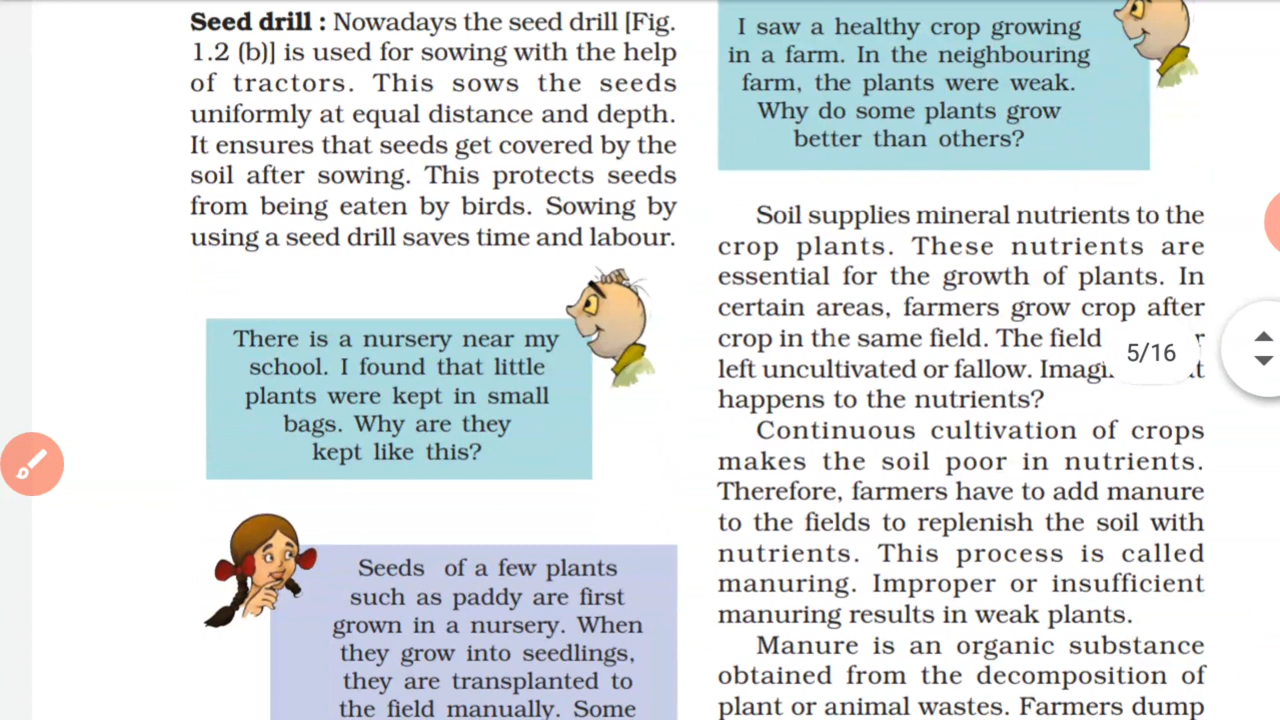 Seed drill : Nowadays the seed drill [Fig.
1.2 (b)] is used for sowing with the help
of tractors. This sows the seeds
uniformly at equal distance and depth.
It ensures that seeds get covered by the
soil after sowing. This protects seeds
from being eaten by birds. Sowing by
using a seed drill saves time and labour.
There is a nursery near my
school. I found that little
plants were kept in small
bags. Why are they
kept like this?
Seeds of a few plants
such as paddy are first
grown in a nursery. When
they grow into seedlings,
they are transplanted to
the field manually. Some
I saw a healthy crop growing
in a farm. In the neighbouring
farm, the plants were weak.
Why do some plants grow
better than others?
Soil supplies mineral nutrients to the
crop plants. These nutrients are
essential for the growth of plants. In
certain areas, farmers grow crop after
crop in the same field. The field
left uncultivated or fallow.
happens to the nutrients?
Continuous cultivation of crops
makes the soil poor in nutrients.
Therefore, farmers have to add manure
to the fields to replenish the soil with
nutrients. This process is called
manuring. Improper or insufficient
manuring results in weak plants.
Manure is an organic substance
obtained from the decomposition of
plant or animal wastes. Farmers dump
5/16